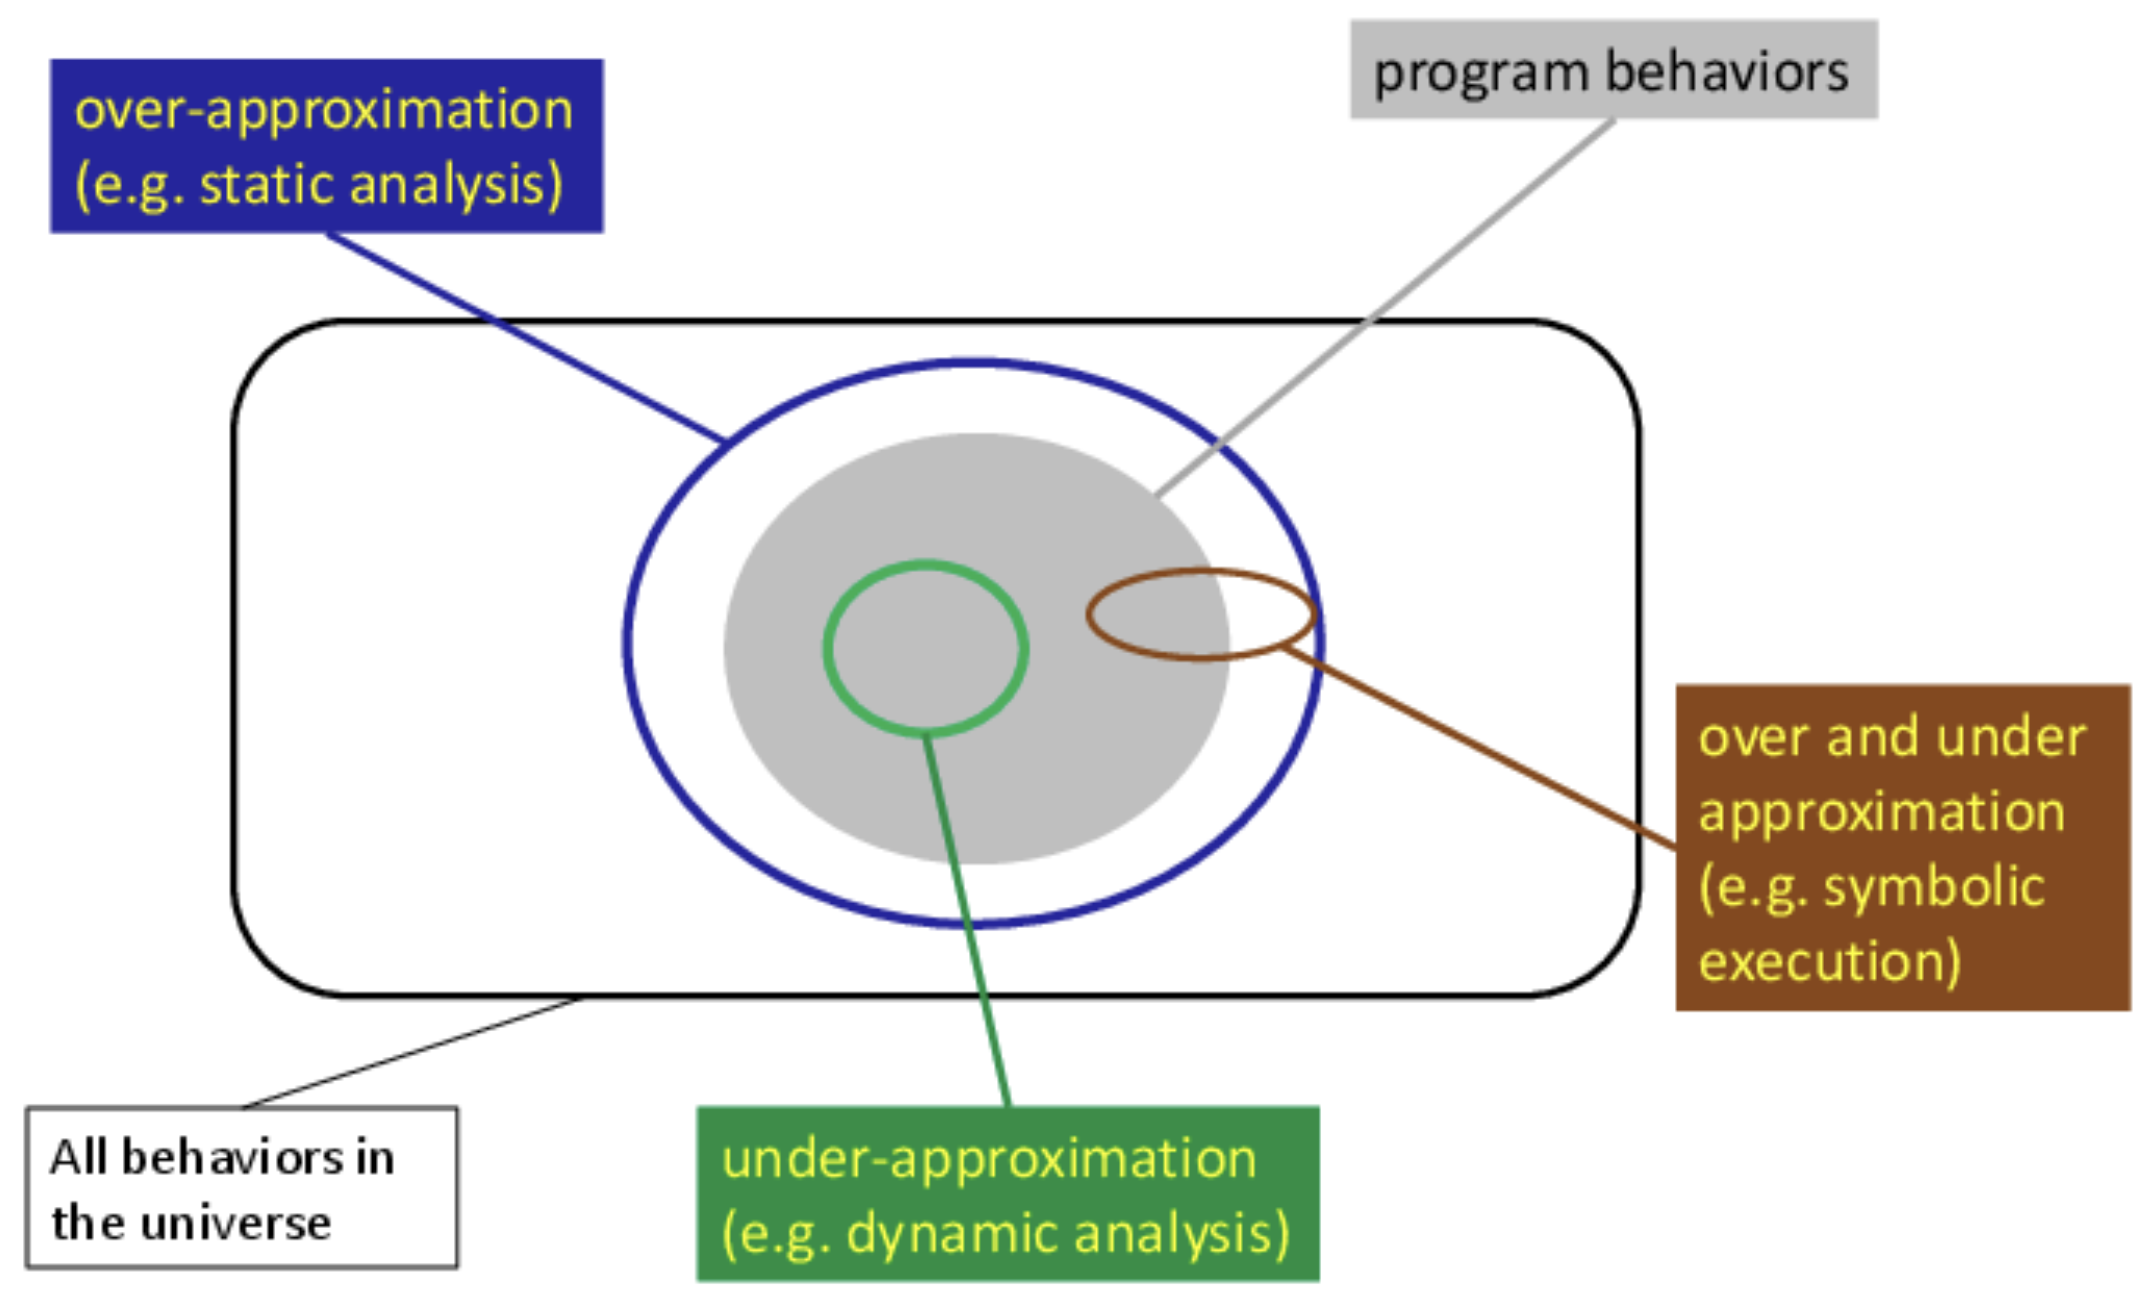 program behaviors
over-approximation
(e.g. static analysis)
over and under
approximation
(e.g. symbolic
execution)
All behaviors in
the universe
under-approximation
(e.g. dynamic analysis)